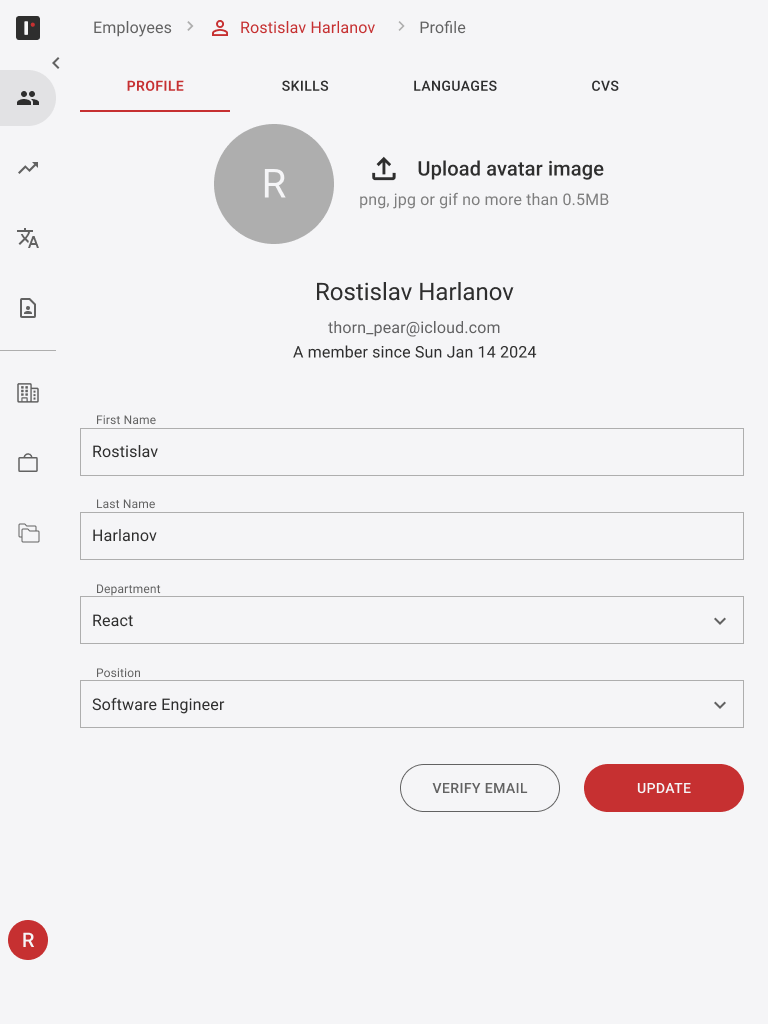 Employees > Rostislav Harlanov > Profile
PROFILE SKILLS LANGUAGES CVS
R
Upload avatar image
png, jpg or gif no more than 0.5MB
Rostislav Harlanov
thorn_pear@icloud.com
A member since Sun Jan 14 2024
First Name
Rostislav
Last Name
Harlanov
Department
React
Position
Software Engineer
VERIFY EMAIL UPDATE
R